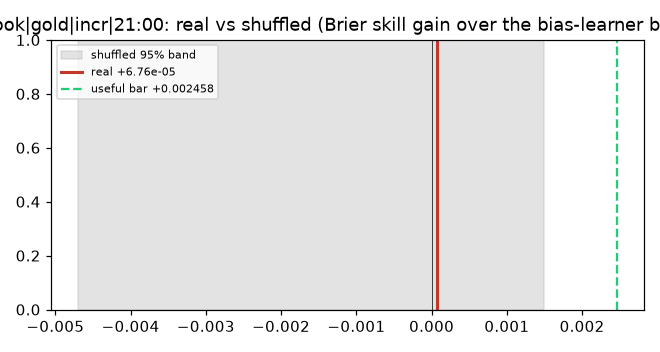 ok|gold|incr|21:00: real vs shuffled (Brier skill gain over the bias-learner b
shuffled 95% band
real +6.76e-05
useful bar +0.002458
1.0
0.8
0.6
0.4
0.2
0.0
−0.005 −0.004 −0.003 −0.002 −0.001 0.000 0.001 0.002